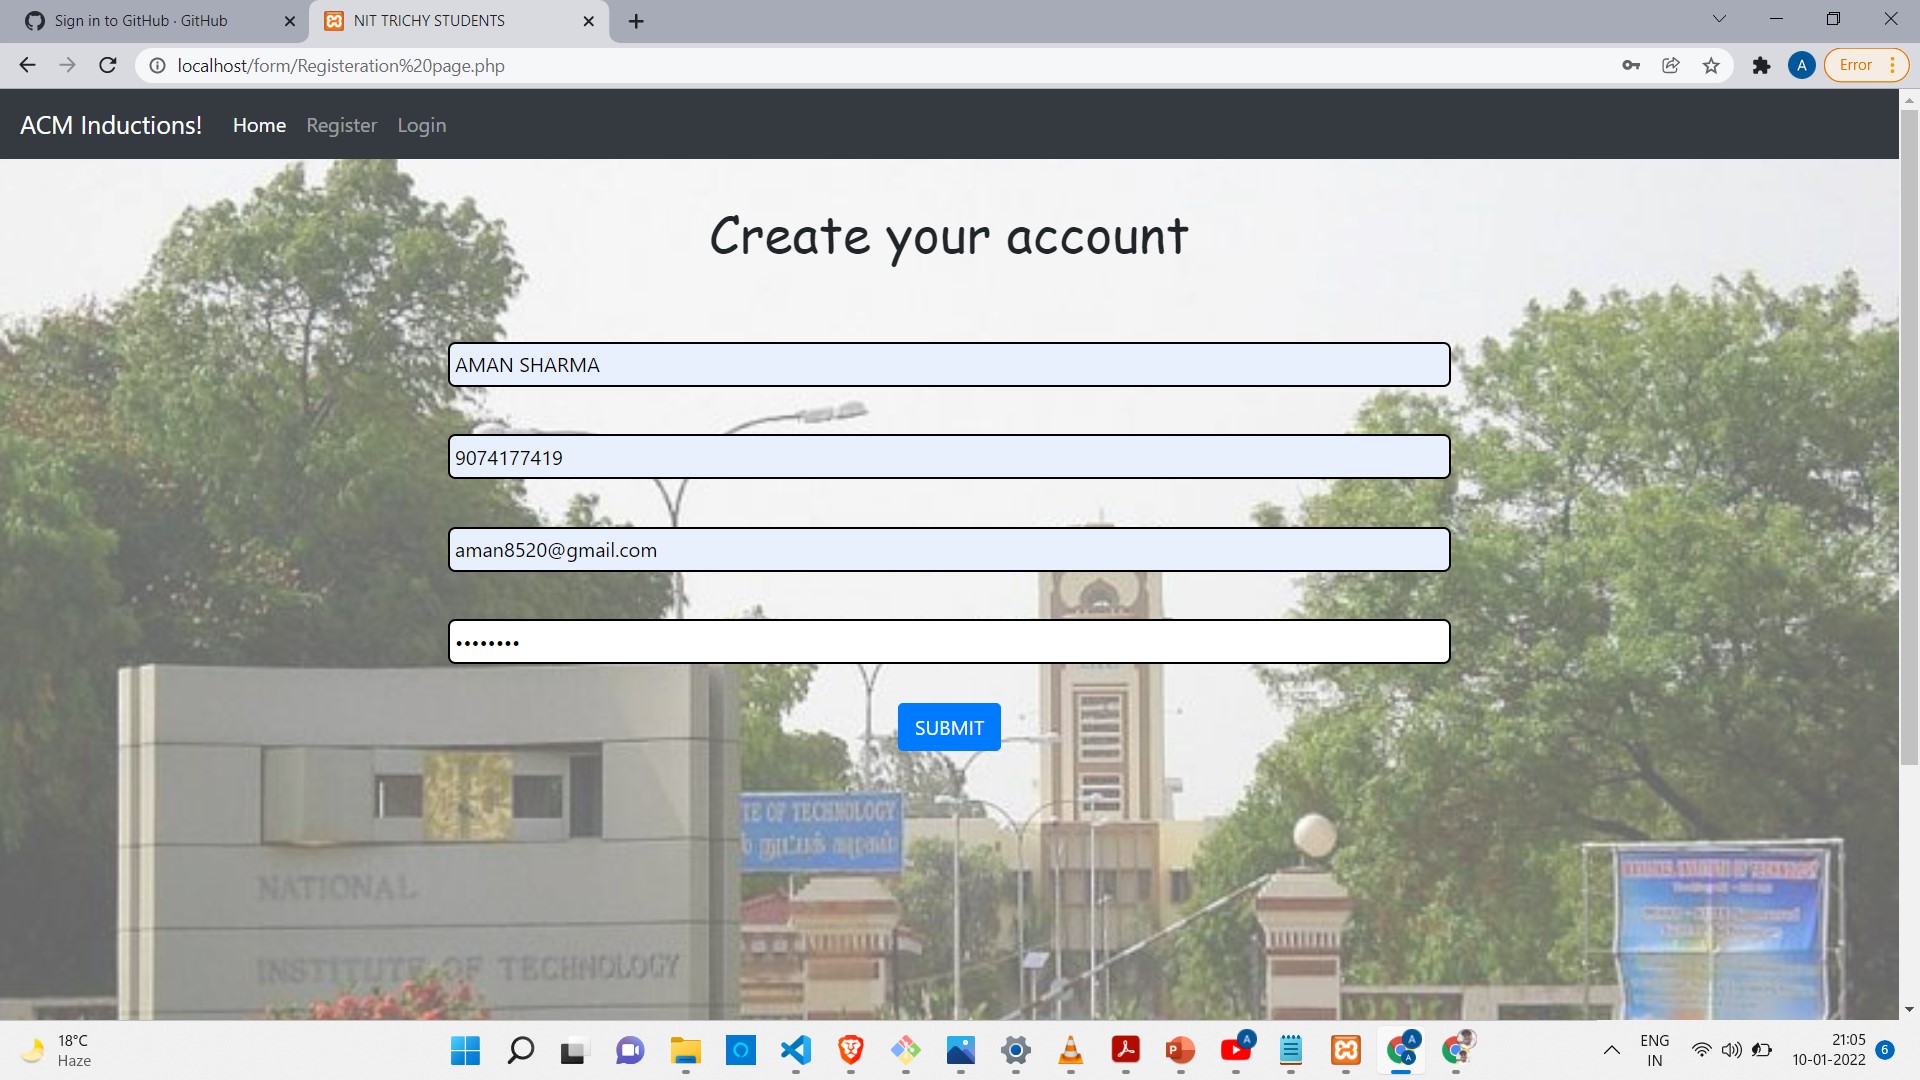 Sign in to GitHub · GitHub
NIT TRICHY STUDENTS
localhost/form/Registeration%20page.php
A
Error
ACM Inductions!
Home
Register
Login
Create your account
AMAN SHARMA
9074177419
aman8520@gmail.com
••••••••
SUBMIT
TE OF TECHNOLOGY
NATIONAL
INSTITUTE OF TECHNOLOGY
18°C
Haze
ENG
IN
21:05
10-01-2022
6